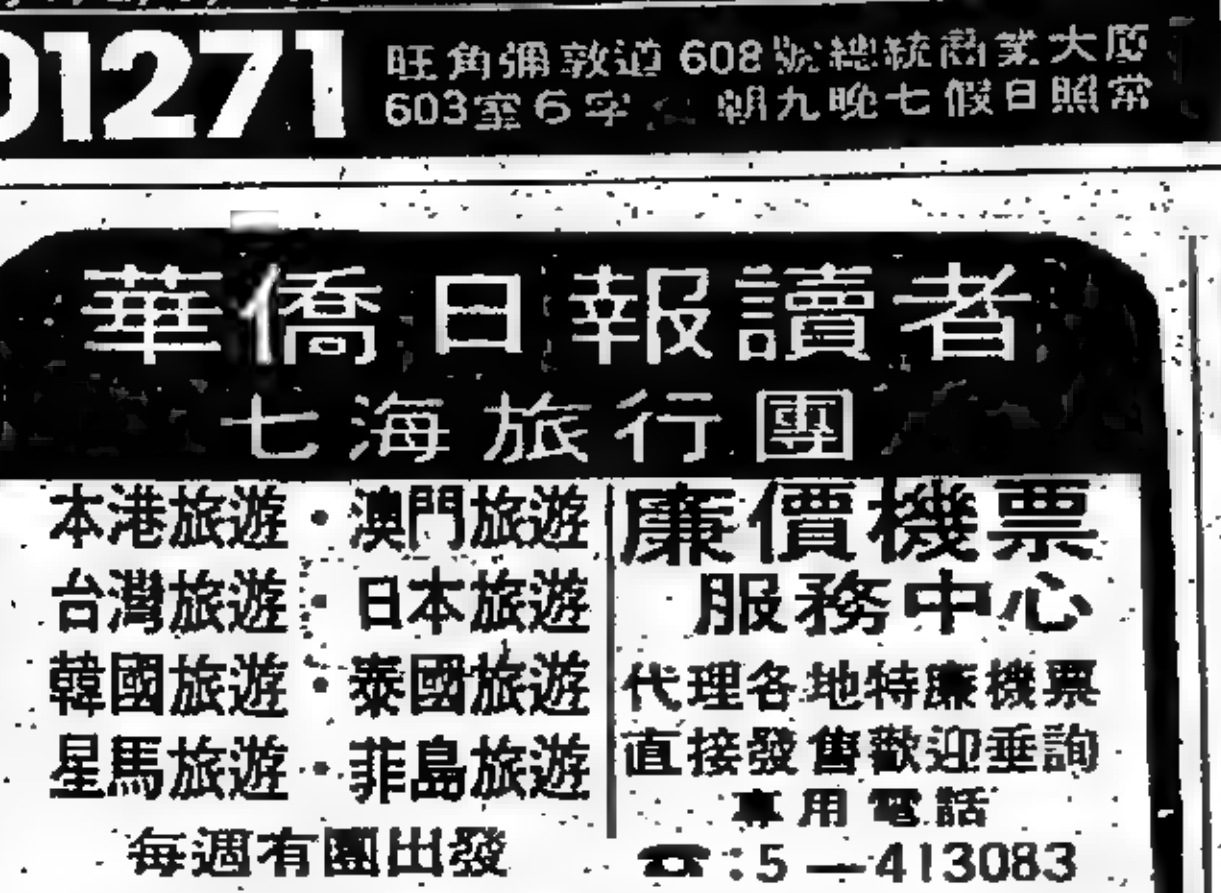 01271
旺角彌敦道608號總統商業大廈
603室6字 朝九晚七假日照常
華僑日報讀者
七海旅行團
本港旅遊・澳門旅遊
台灣旅遊・日本旅遊
韓國旅遊・泰國旅遊
星馬旅遊・菲島旅遊
每週有團出發
廉價機票
服務中心
代理各地特廉機票
直接發售歡迎垂詢
專用電話
☎:5—413083